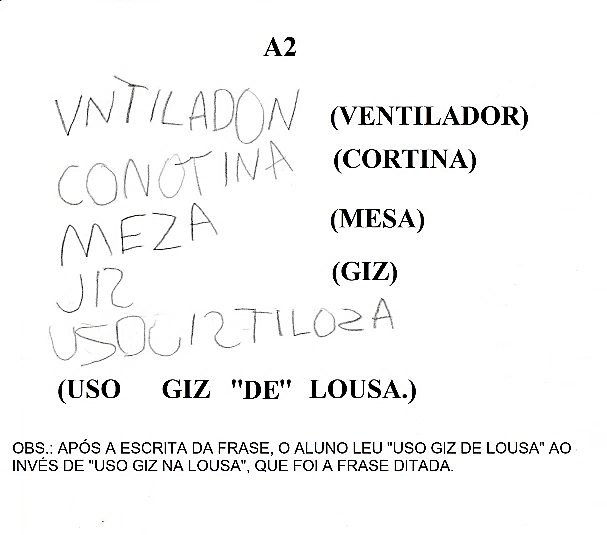 A2
VNTILADON (VENTILADOR)
CONOTINA (CORTINA)
MEZA (MESA)
JIZ (GIZ)
USOGIZTILOZA
(USO GIZ "DE" LOUSA.)
OBS.: APÓS A ESCRITA DA FRASE, O ALUNO LEU "USO GIZ DE LOUSA" AO
INVÉS DE "USO GIZ NA LOUSA", QUE FOI A FRASE DITADA.